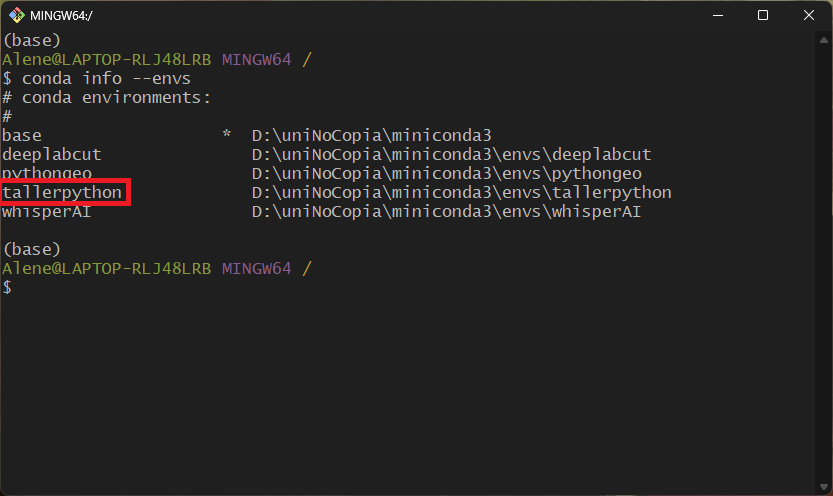 MINGW64:/
(base)
Alene@LAPTOP-RLJ48LRB MINGW64 /
$ conda info --envs
# conda environments:
#
base                  *  D:\uniNoCopia\miniconda3
deeplabcut               D:\uniNoCopia\miniconda3\envs\deeplabcut
pythongeo                D:\uniNoCopia\miniconda3\envs\pythongeo
tallerpython             D:\uniNoCopia\miniconda3\envs\tallerpython
whisperAI                D:\uniNoCopia\miniconda3\envs\whisperAI
(base)
Alene@LAPTOP-RLJ48LRB MINGW64 /
$